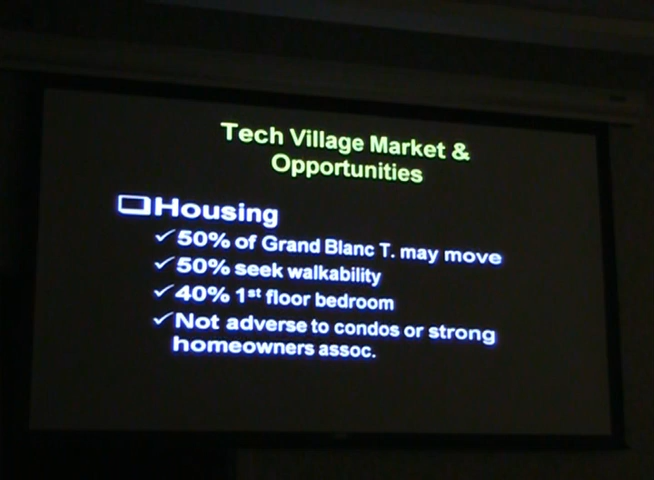 Tech Village Market &
Opportunities
Housing
✓50% of Grand Blanc T. may move
✓50% seek walkability
✓40% 1st floor bedroom
✓Not adverse to condos or strong
homeowners assoc.